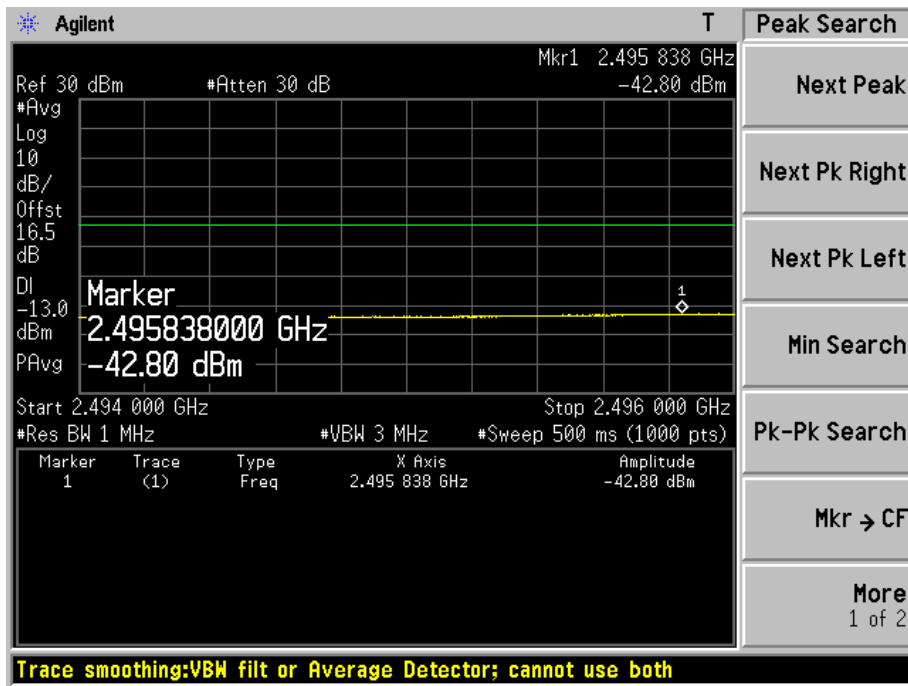 Agilent T Peak Search
Mkr1 2.495 838 GHz
Ref 30 dBm #Atten 30 dB -42.80 dBm
#Avg
Log
10
dB/
Offst
16.5
dB
DI
-13.0
dBm
PAvg
1
Marker
2.495838000 GHz
-42.80 dBm
Start 2.494 000 GHz Stop 2.496 000 GHz
#Res BW 1 MHz #VBW 3 MHz #Sweep 500 ms (1000 pts)
Marker Trace Type X Axis Amplitude
1 (1) Freq 2.495 838 GHz -42.80 dBm
Next Peak
Next Pk Right
Next Pk Left
Min Search
Pk-Pk Search
Mkr → CF
More
1 of 2
Trace smoothing:VBW filt or Average Detector; cannot use both